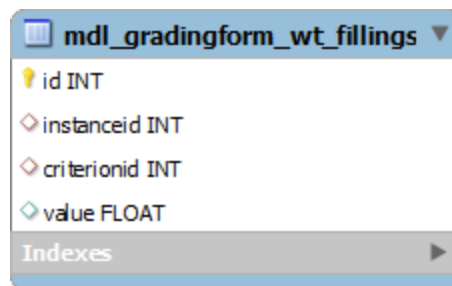 mdl_gradingform_wt_fillings
id INT
instanceid INT
criterionid INT
value FLOAT
Indexes